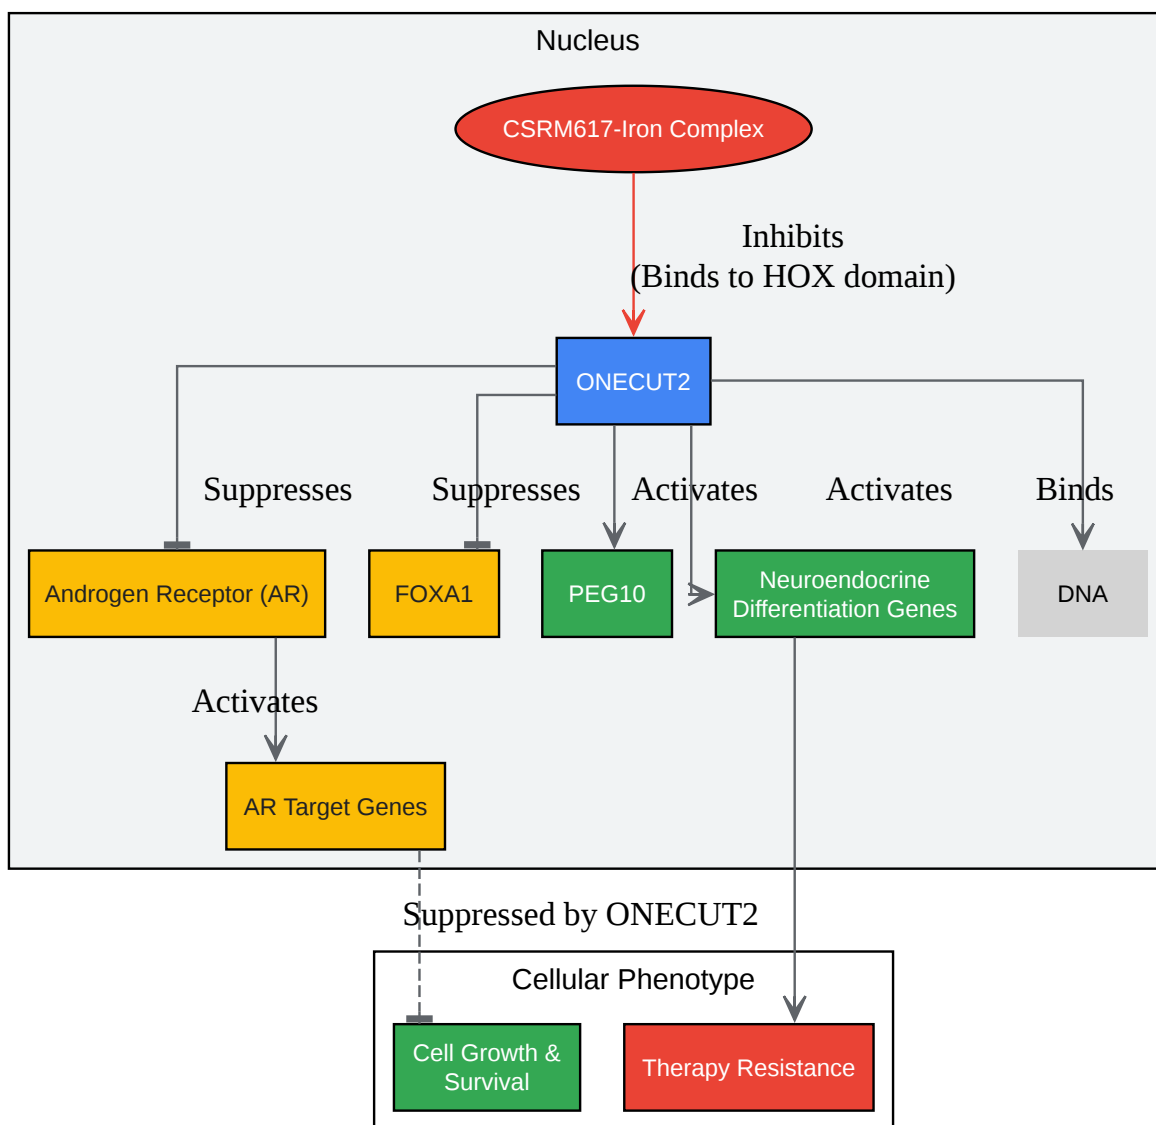 Nucleus
CSRM617-Iron Complex
Inhibits
(Binds to HOX domain)
ONECUT2
Suppresses
Suppresses
Activates
Activates
Binds
Androgen Receptor (AR)
FOXA1
PEG10
Neuroendocrine
Differentiation Genes
DNA
Activates
AR Target Genes
Suppressed by ONECUT2
Cellular Phenotype
Cell Growth &
Survival
Therapy Resistance